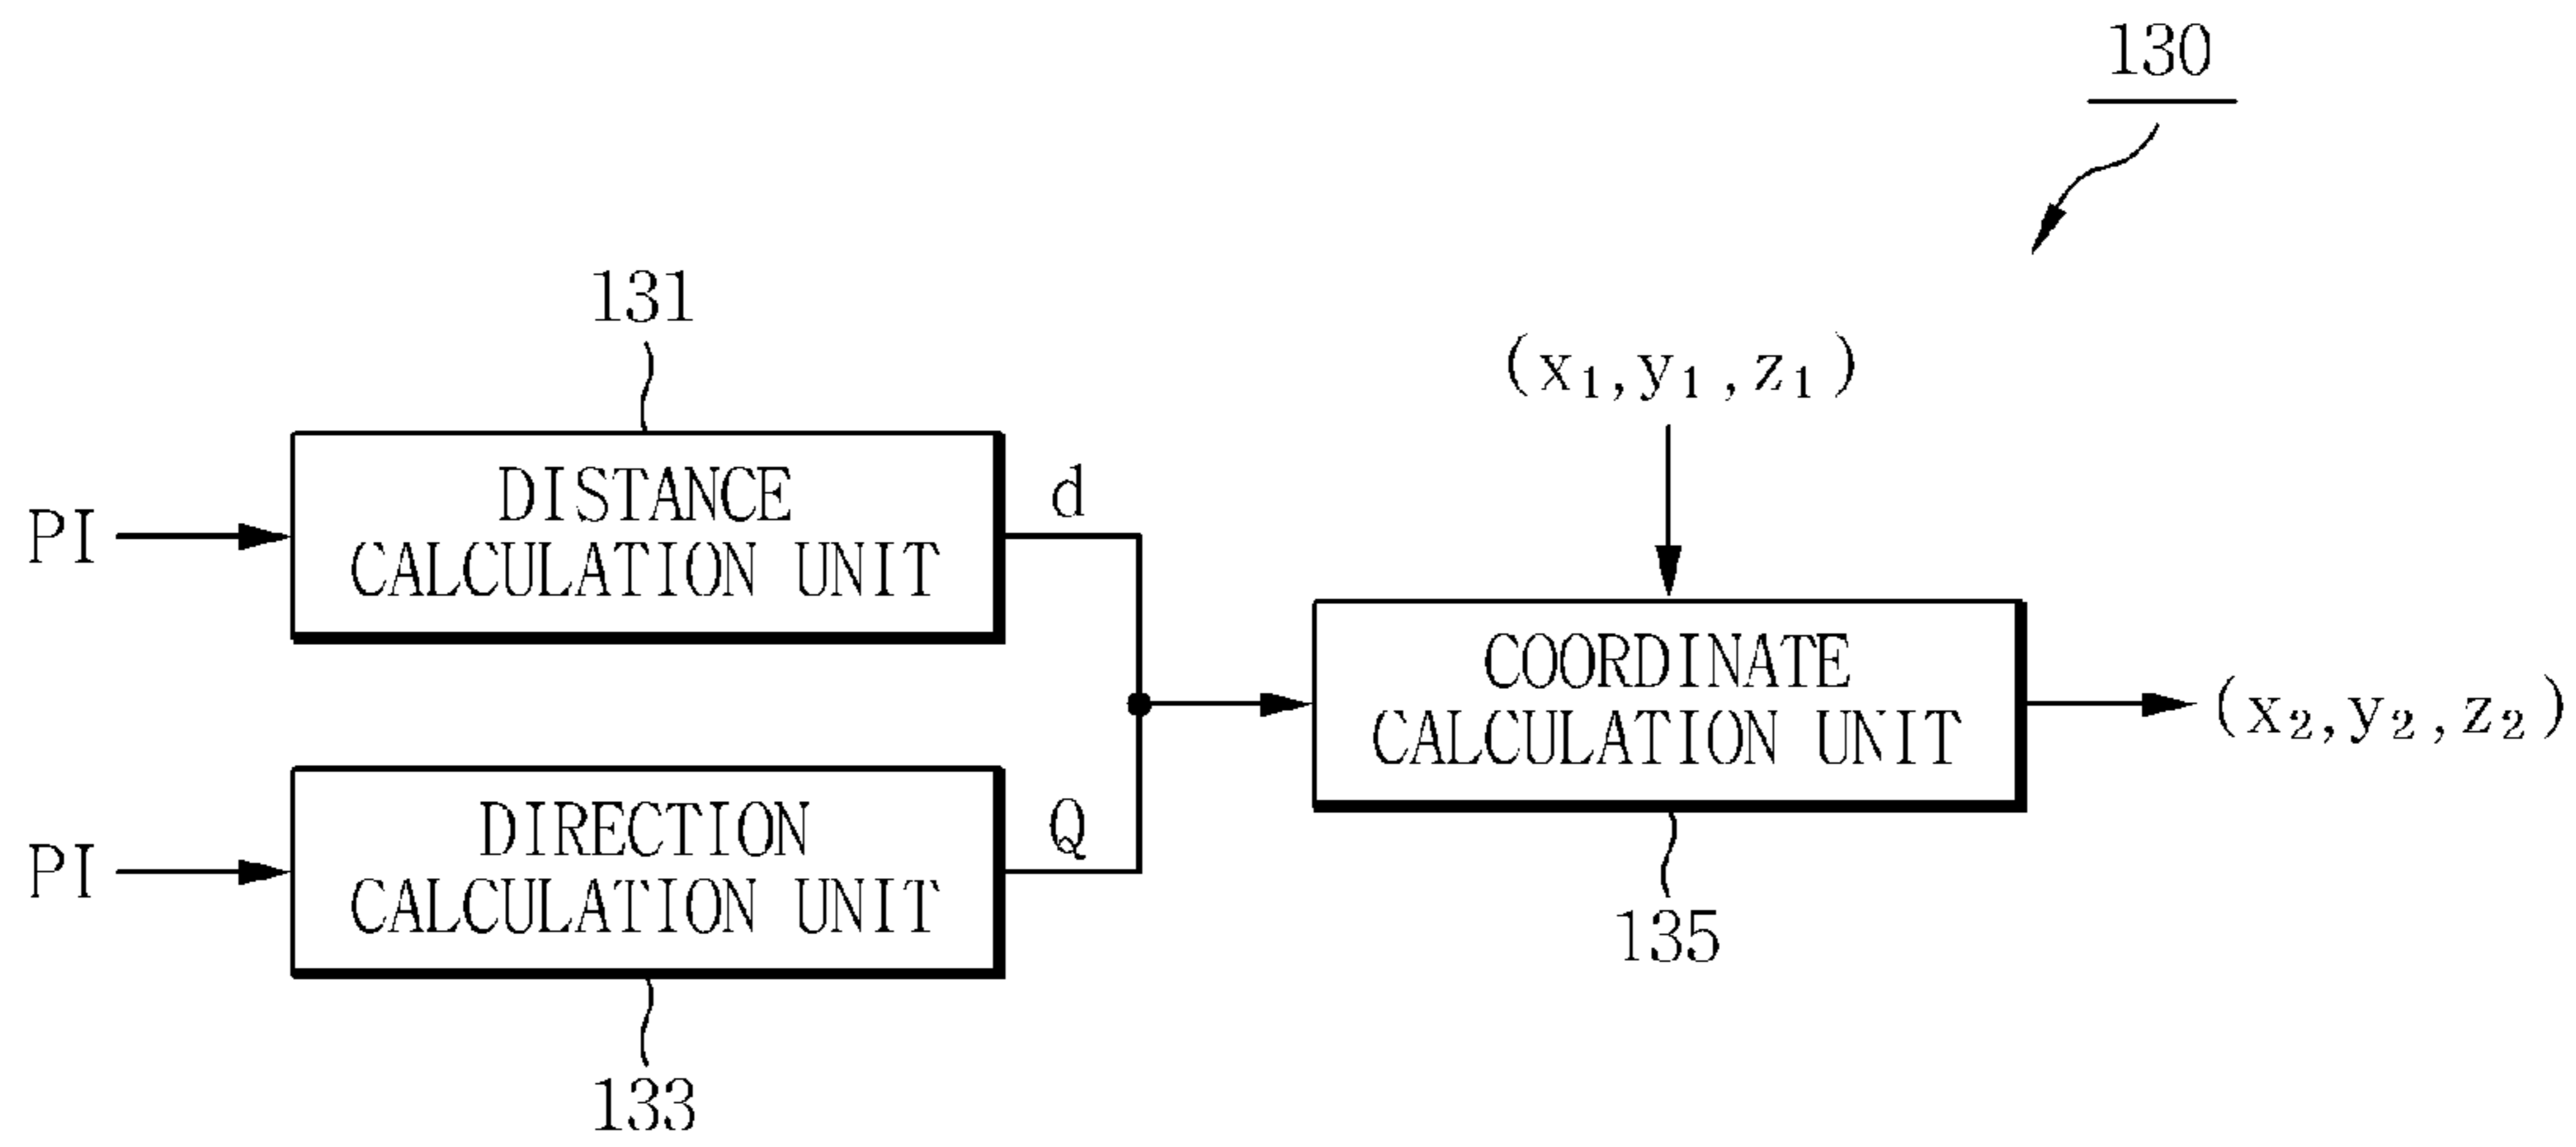 130
131
(x₁,y₁,z₁)
PI
DISTANCE
CALCULATION UNIT
d
COORDINATE
CALCULATION UNIT
(x₂,y₂,z₂)
PI
DIRECTION
CALCULATION UNIT
Q
135
133